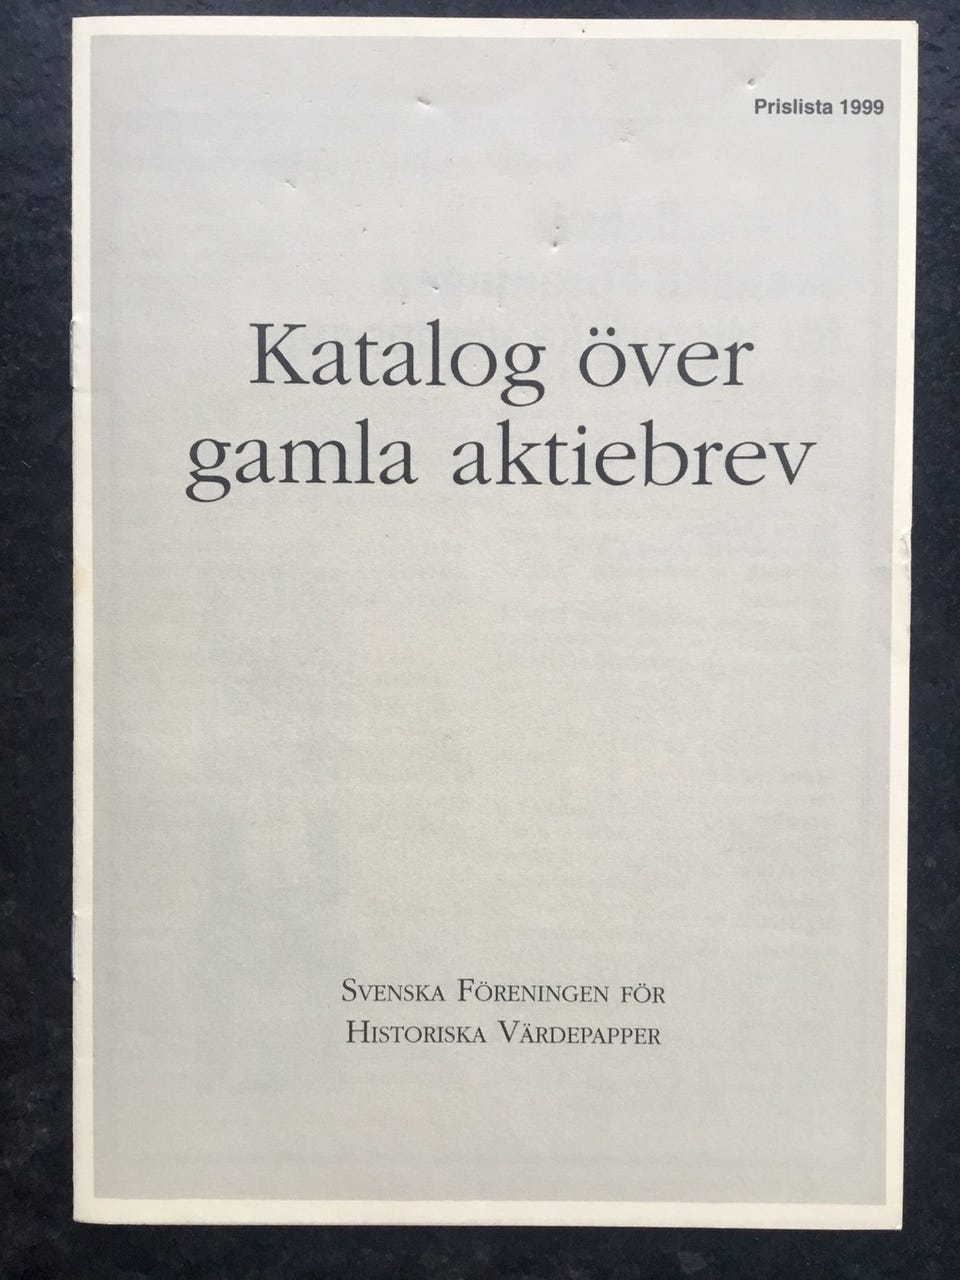 Prislista 1999
Katalog över
gamla aktiebrev
Svenska Föreningen för
Historiska Värdepapper